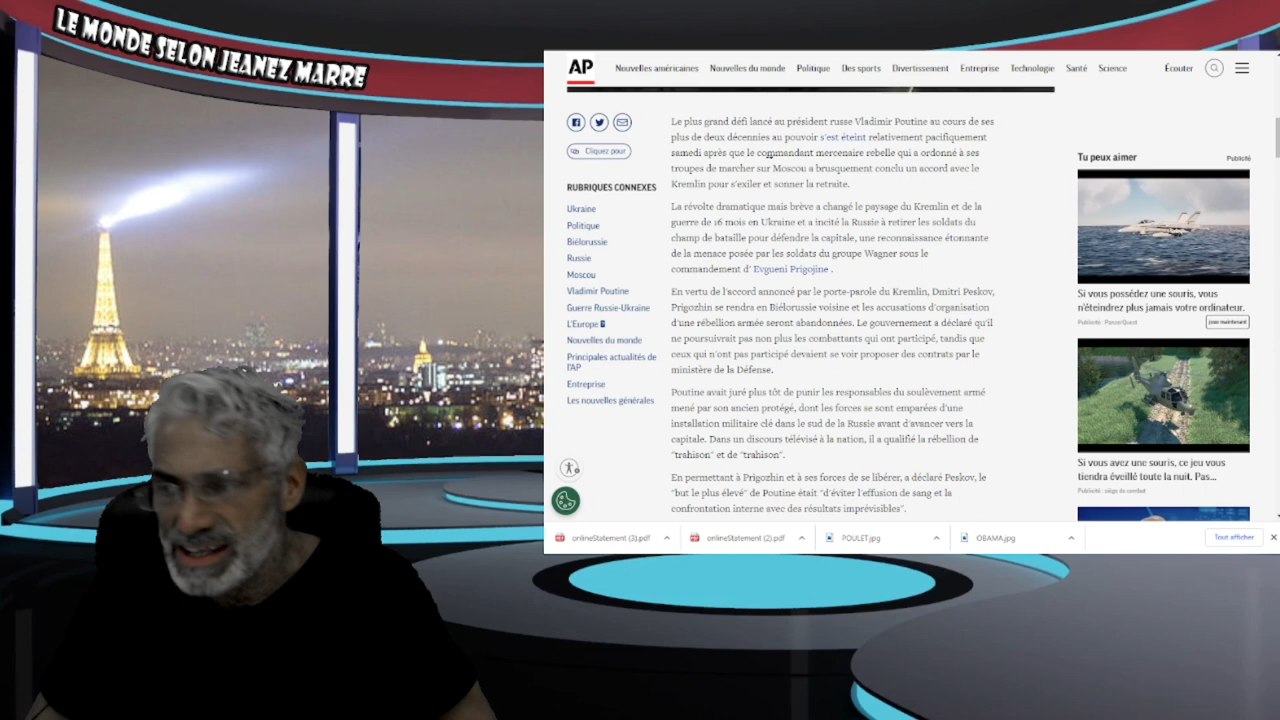 LE MONDE SELON JEANEZ MARRE
AP
Nouvelles américaines Nouvelles du monde Politique Des sports Divertissement Entreprise Technologie Santé Science Écouter
Cliquez pour
RUBRIQUES CONNEXES
Ukraine
Politique
Biélorussie
Russie
Moscou
Vladimir Poutine
Guerre Russie-Ukraine
L'Europe
Nouvelles du monde
Principales actualités de
l'AP
Entreprise
Les nouvelles générales
Le plus grand défi lancé au président russe Vladimir Poutine au cours de ses
plus de deux décennies au pouvoir s'est éteint relativement pacifiquement
samedi après que le commandant mercenaire rebelle qui a ordonné à ses
troupes de marcher sur Moscou a brusquement conclu un accord avec le
Kremlin pour s'exiler et sonner la retraite.
La révolte dramatique mais brève a changé le paysage du Kremlin et de la
guerre de 16 mois en Ukraine et a incité la Russie à retirer les soldats du
champ de bataille pour défendre la capitale, une reconnaissance étonnante
de la menace posée par les soldats du groupe Wagner sous le
commandement d' Evgueni Prigojine .
En vertu de l'accord annoncé par le porte-parole du Kremlin, Dmitri Peskov,
Prigozhin se rendra en Biélorussie voisine et les accusations d'organisation
d'une rébellion armée seront abandonnées. Le gouvernement a déclaré qu'il
ne poursuivrait pas non plus les combattants qui ont participé, tandis que
ceux qui n'ont pas participé devaient se voir proposer des contrats par le
ministère de la Défense.
Poutine avait juré plus tôt de punir les responsables du soulèvement armé
mené par son ancien protégé, dont les forces se sont emparées d'une
installation militaire clé dans le sud de la Russie avant d'avancer vers la
capitale. Dans un discours télévisé à la nation, il a qualifié la rébellion de
"trahison" et de "trahison".
En permettant à Prigozhin et à ses forces de se libérer, a déclaré Peskov, le
"but le plus élevé" de Poutine était "d'éviter l'effusion de sang et la
confrontation interne avec des résultats imprévisibles".
Tu peux aimer
Publicité
Si vous possédez une souris, vous
n'éteindrez plus jamais votre ordinateur.
Publicité : PanzerQuest
Joue maintenant
Si vous avez une souris, ce jeu vous
tiendra éveillé toute la nuit. Pas...
Publicité : siège de combat
onlineStatement (3).pdf onlineStatement (2).pdf POULET.jpg OBAMA.jpg Tout afficher